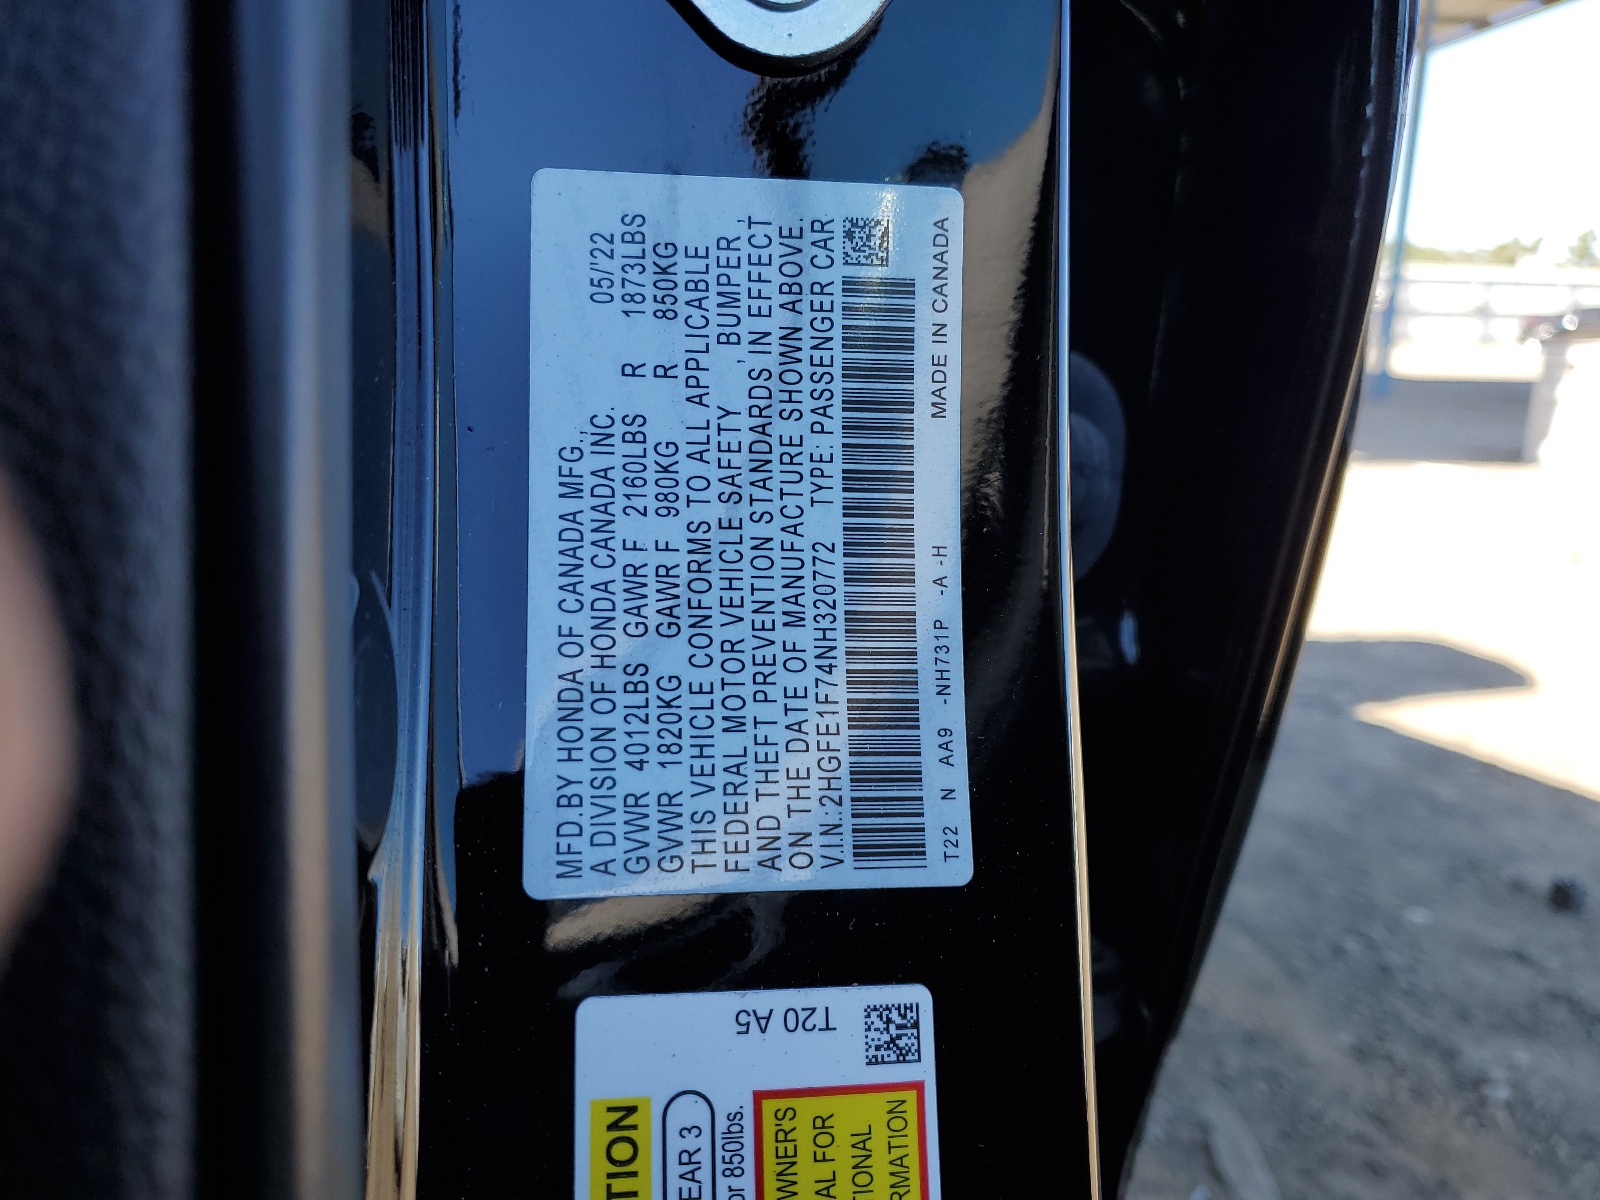 MFD.BY HONDA OF CANADA MFG.,
A DIVISION OF HONDA CANADA INC. 05/'22
GVWR 4012LBS GAWR F 2160LBS R 1873LBS
GVWR 1820KG GAWR F 980KG R 850KG
THIS VEHICLE CONFORMS TO ALL APPLICABLE
FEDERAL MOTOR VEHICLE SAFETY, BUMPER,
AND THEFT PREVENTION STANDARDS IN EFFECT
ON THE DATE OF MANUFACTURE SHOWN ABOVE.
V.I.N.: 2HGFE1F74NH320772 TYPE: PASSENGER CAR
T22 N AA9 -NH731P -A -H MADE IN CANADA
T20 A5
TION
EAR 3
or 850lbs.
WNER'S
AL FOR
IONAL
RMATION